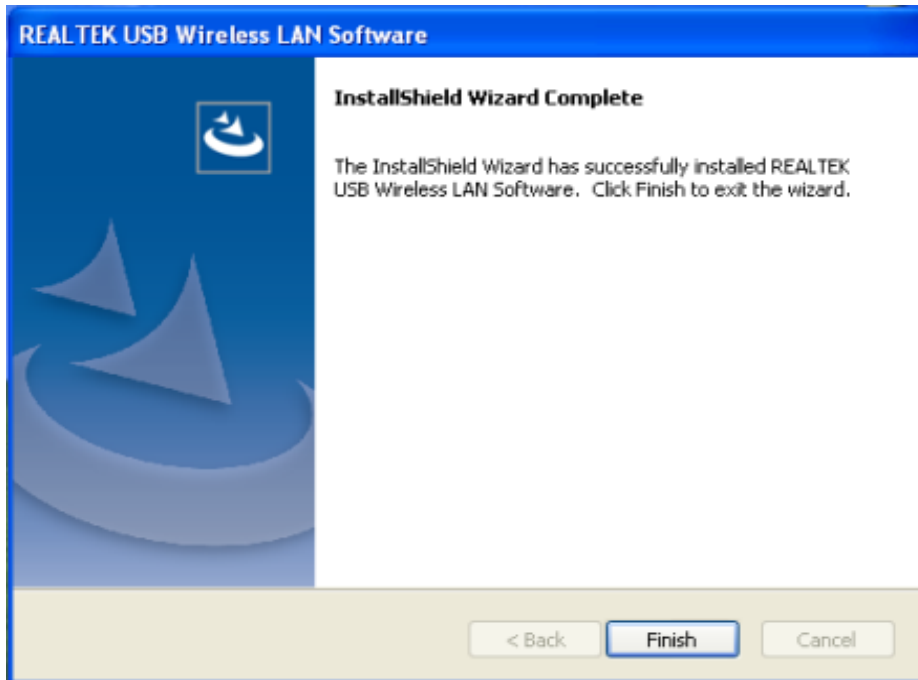 REALTEK USB Wireless LAN Software
InstallShield Wizard Complete
The InstallShield Wizard has successfully installed REALTEK
USB Wireless LAN Software. Click Finish to exit the wizard.
< Back Finish Cancel